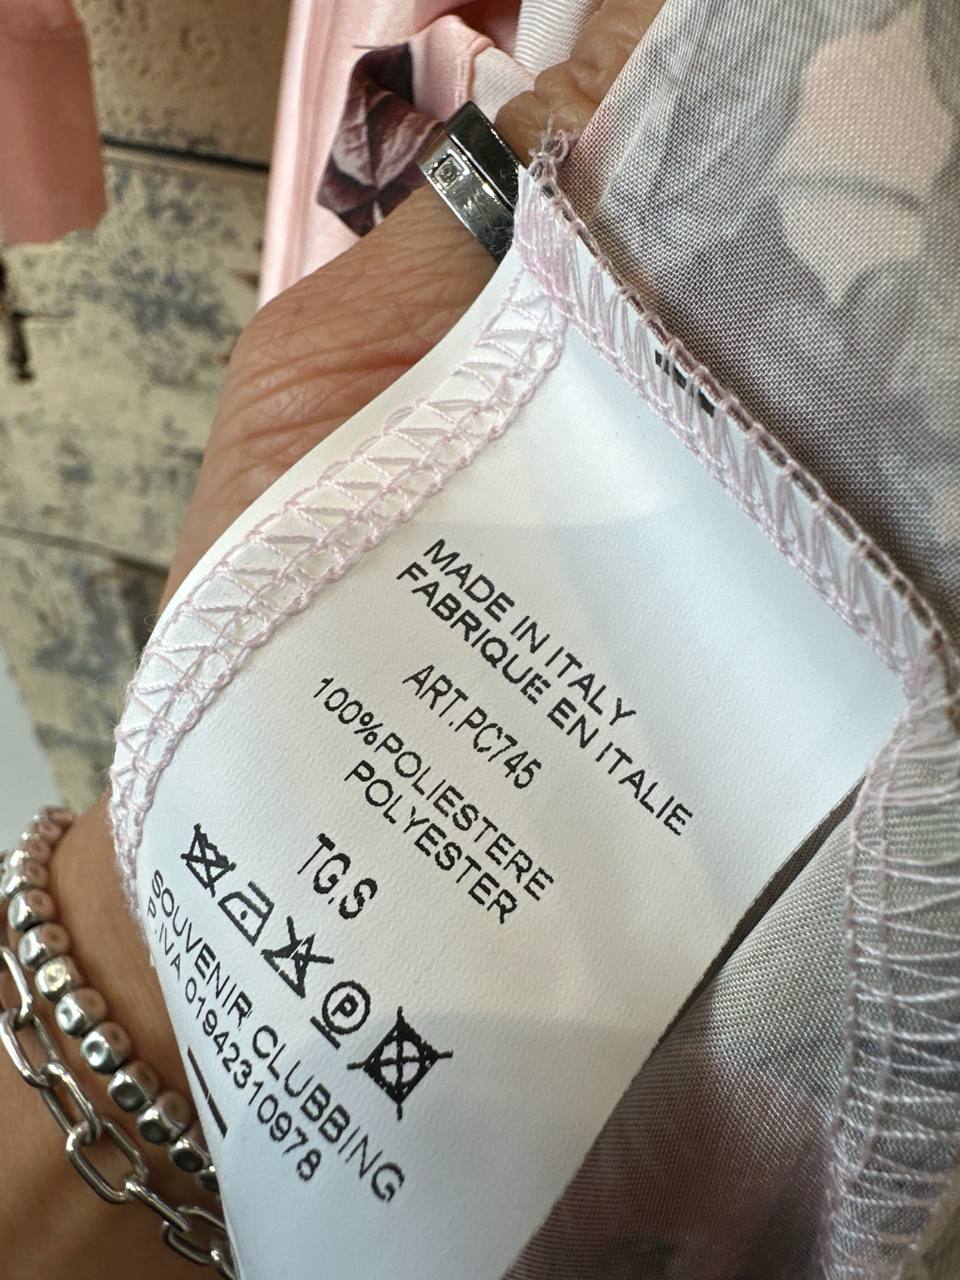 MADE IN ITALY
FABRIQUE EN ITALIE
ART.PC745
100%POLIESTERE
POLYESTER
TG.S
P
SOUVENIR CLUBBING
P.IVA 01942310978